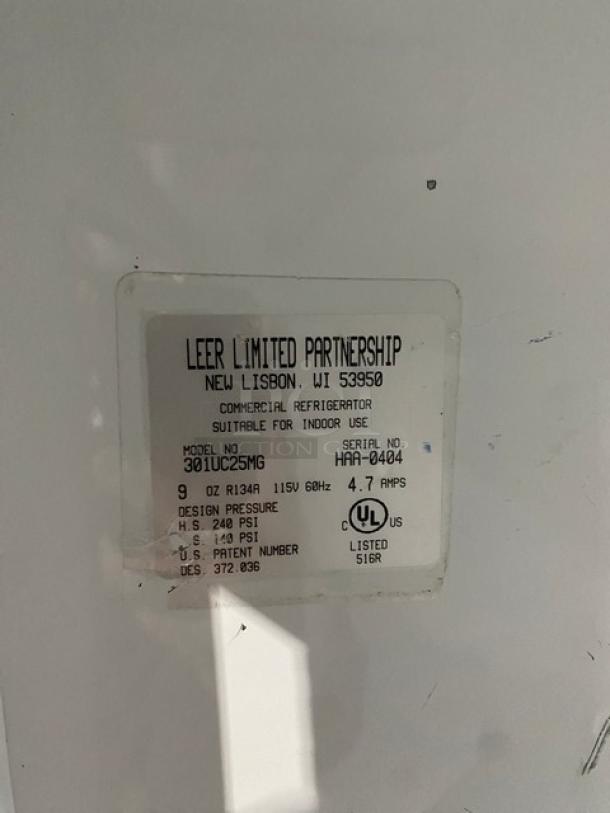 LEER LIMITED PARTNERSHIP
NEW LISBON, WI 53950
COMMERCIAL REFRIGERATOR
SUITABLE FOR INDOOR USE
MODEL NO SERIAL NO.
301UC25MG HAA-0404
9 OZ R134A 115V 60Hz 4.7 AMPS
DESIGN PRESSURE
H.S. 240 PSI
S. 140 PSI
U.S. PATENT NUMBER
DES. 372.036
C UL US
LISTED
516R